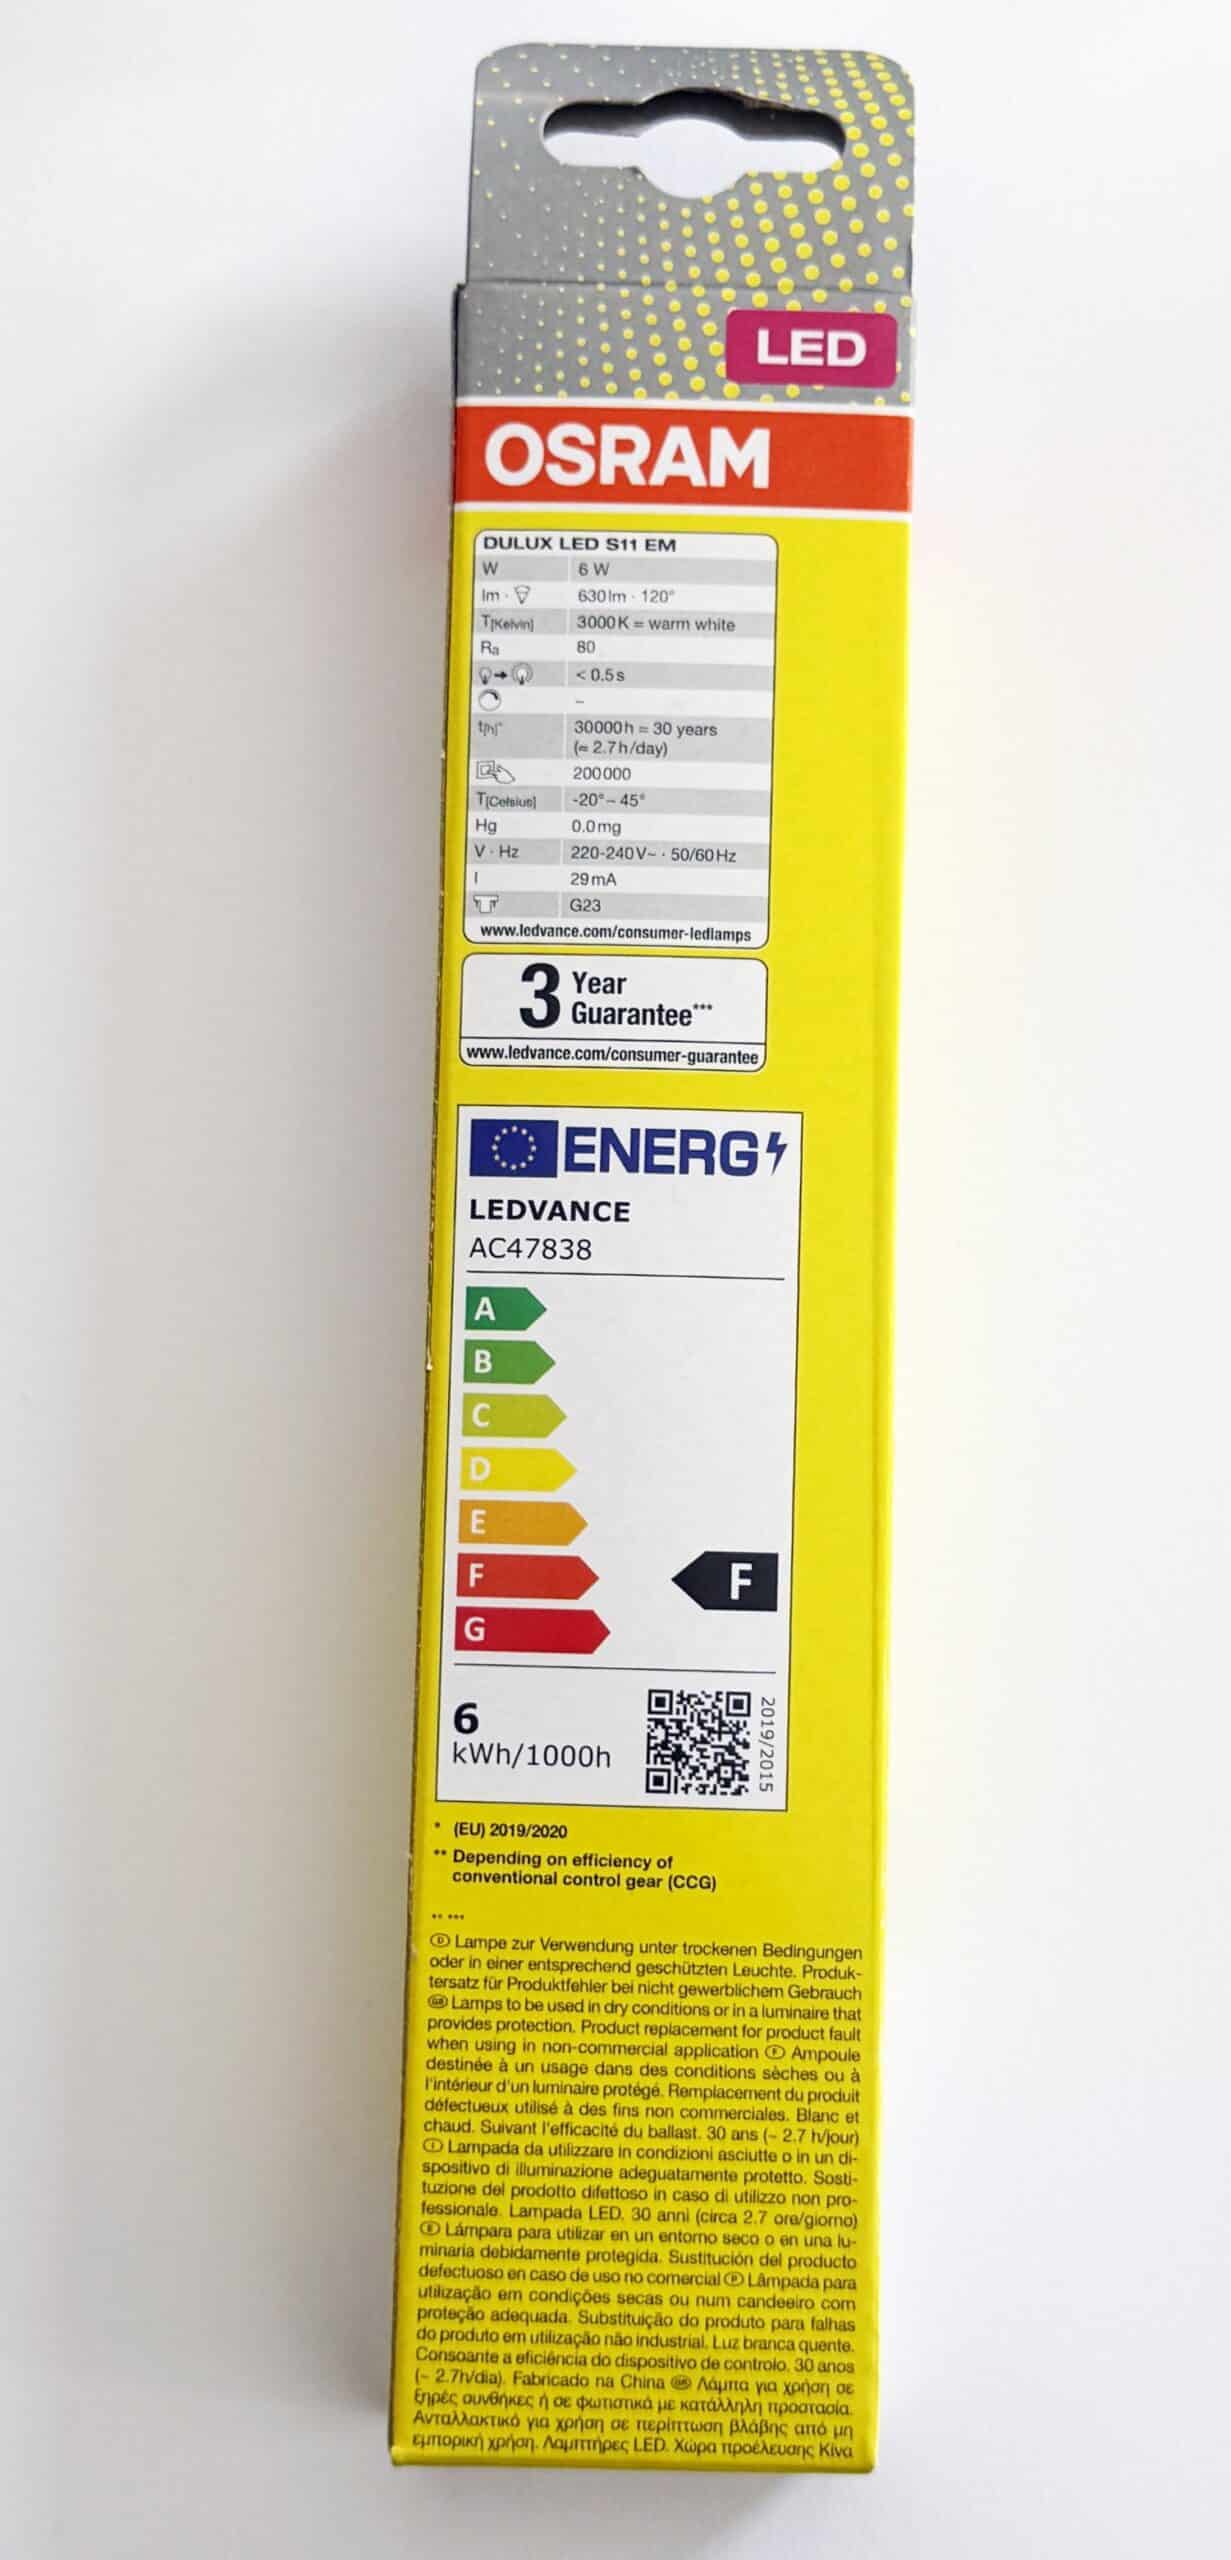 LED
OSRAM
DULUX LED S11 EM
W 6 W
lm · 630 lm · 120°
T[Kelvin] 3000 K = warm white
Ra 80
< 0.5 s
–
t[h]* 30000 h = 30 years
(≈ 2.7 h/day)
200000
T[Celsius] -20° – 45°
Hg 0.0 mg
V · Hz 220-240 V~ · 50/60 Hz
I 29 mA
G23
www.ledvance.com/consumer-ledlamps
3 Year
Guarantee***
www.ledvance.com/consumer-guarantee
ENERG
LEDVANCE
AC47838
A
B
C
D
E
F F
G
6
kWh/1000h
2019/2015
* (EU) 2019/2020
** Depending on efficiency of
conventional control gear (CCG)
** ***
D Lampe zur Verwendung unter trockenen Bedingungen
oder in einer entsprechend geschützten Leuchte. Produk-
tersatz für Produktfehler bei nicht gewerblichem Gebrauch
GB Lamps to be used in dry conditions or in a luminaire that
provides protection. Product replacement for product fault
when using in non-commercial application F Ampoule
destinée à un usage dans des conditions sèches ou à
l'intérieur d'un luminaire protégé. Remplacement du produit
défectueux utilisé à des fins non commerciales. Blanc et
chaud. Suivant l'efficacité du ballast. 30 ans (~ 2.7 h/jour)
I Lampada da utilizzare in condizioni asciutte o in un di-
spositivo di illuminazione adeguatamente protetto. Sosti-
tuzione del prodotto difettoso in caso di utilizzo non pro-
fessionale. Lampada LED. 30 anni (circa 2.7 ore/giorno)
E Lámpara para utilizar en un entorno seco o en una lu-
minaria debidamente protegida. Sustitución del producto
defectuoso en caso de uso no comercial P Lâmpada para
utilização em condições secas ou num candeeiro com
proteção adequada. Substituição do produto para falhas
do produto em utilização não industrial. Luz branca quente.
Consoante a eficiência do dispositivo de controlo. 30 anos
(~ 2.7h/dia). Fabricado na China GR Λάμπα για χρήση σε
ξηρές συνθήκες ή σε φωτιστικά με κατάλληλη προστασία.
Ανταλλακτικό για χρήση σε περίπτωση βλάβης από μη
εμπορική χρήση. Λαμπτήρες LED. Χώρα προέλευσης Κίνα